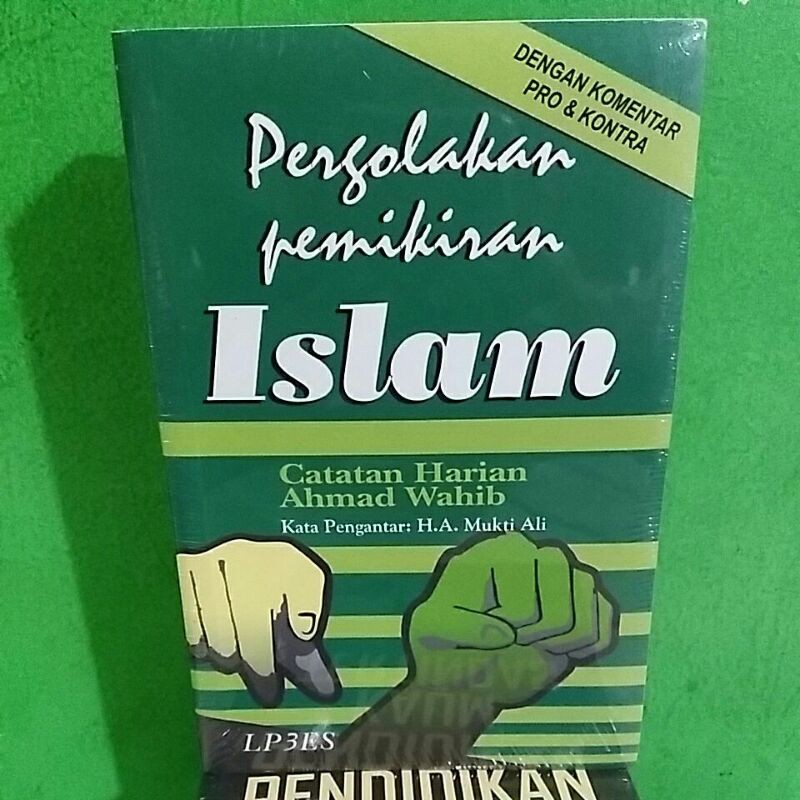 DENGAN KOMENTAR
PRO & KONTRA
Pergolakan
pemikiran
Islam
Catatan Harian
Ahmad Wahib
Kata Pengantar: H.A. Mukti Ali
LP3ES
PENDIDIKAN